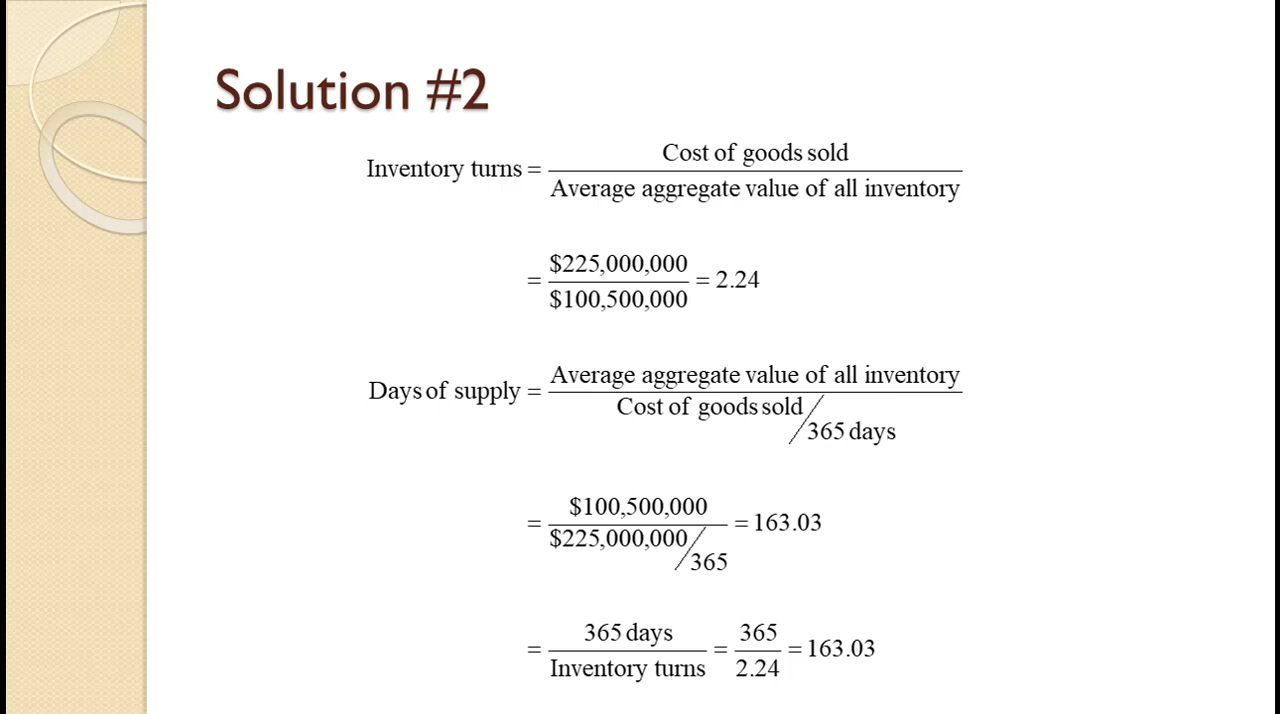 Solution #2
Inventory turns = Cost of goods sold / Average aggregate value of all inventory
= $225,000,000 / $100,500,000 = 2.24
Days of supply = Average aggregate value of all inventory / Cost of goods sold / 365 days
= $100,500,000 / $225,000,000 / 365 = 163.03
= 365 days / Inventory turns = 365 / 2.24 = 163.03